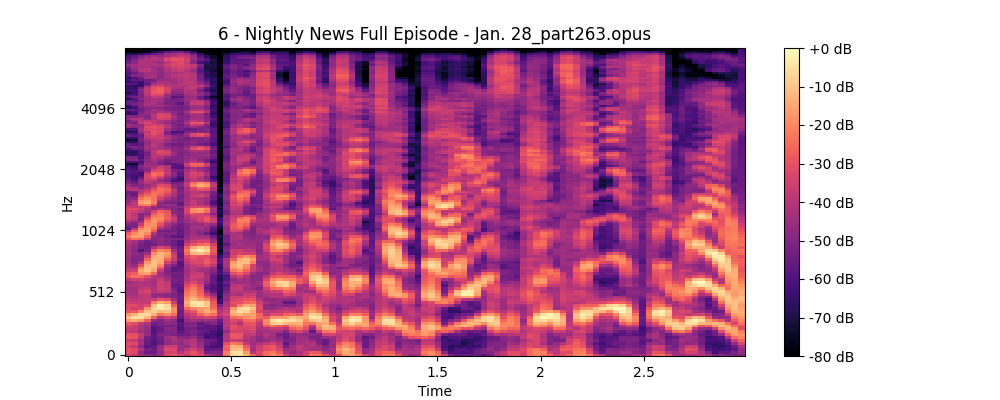 6 - Nightly News Full Episode - Jan. 28_part263.opus
Hz
4096
2048
1024
512
0
0
0.5
1
1.5
2
2.5
Time
+0 dB
-10 dB
-20 dB
-30 dB
-40 dB
-50 dB
-60 dB
-70 dB
-80 dB